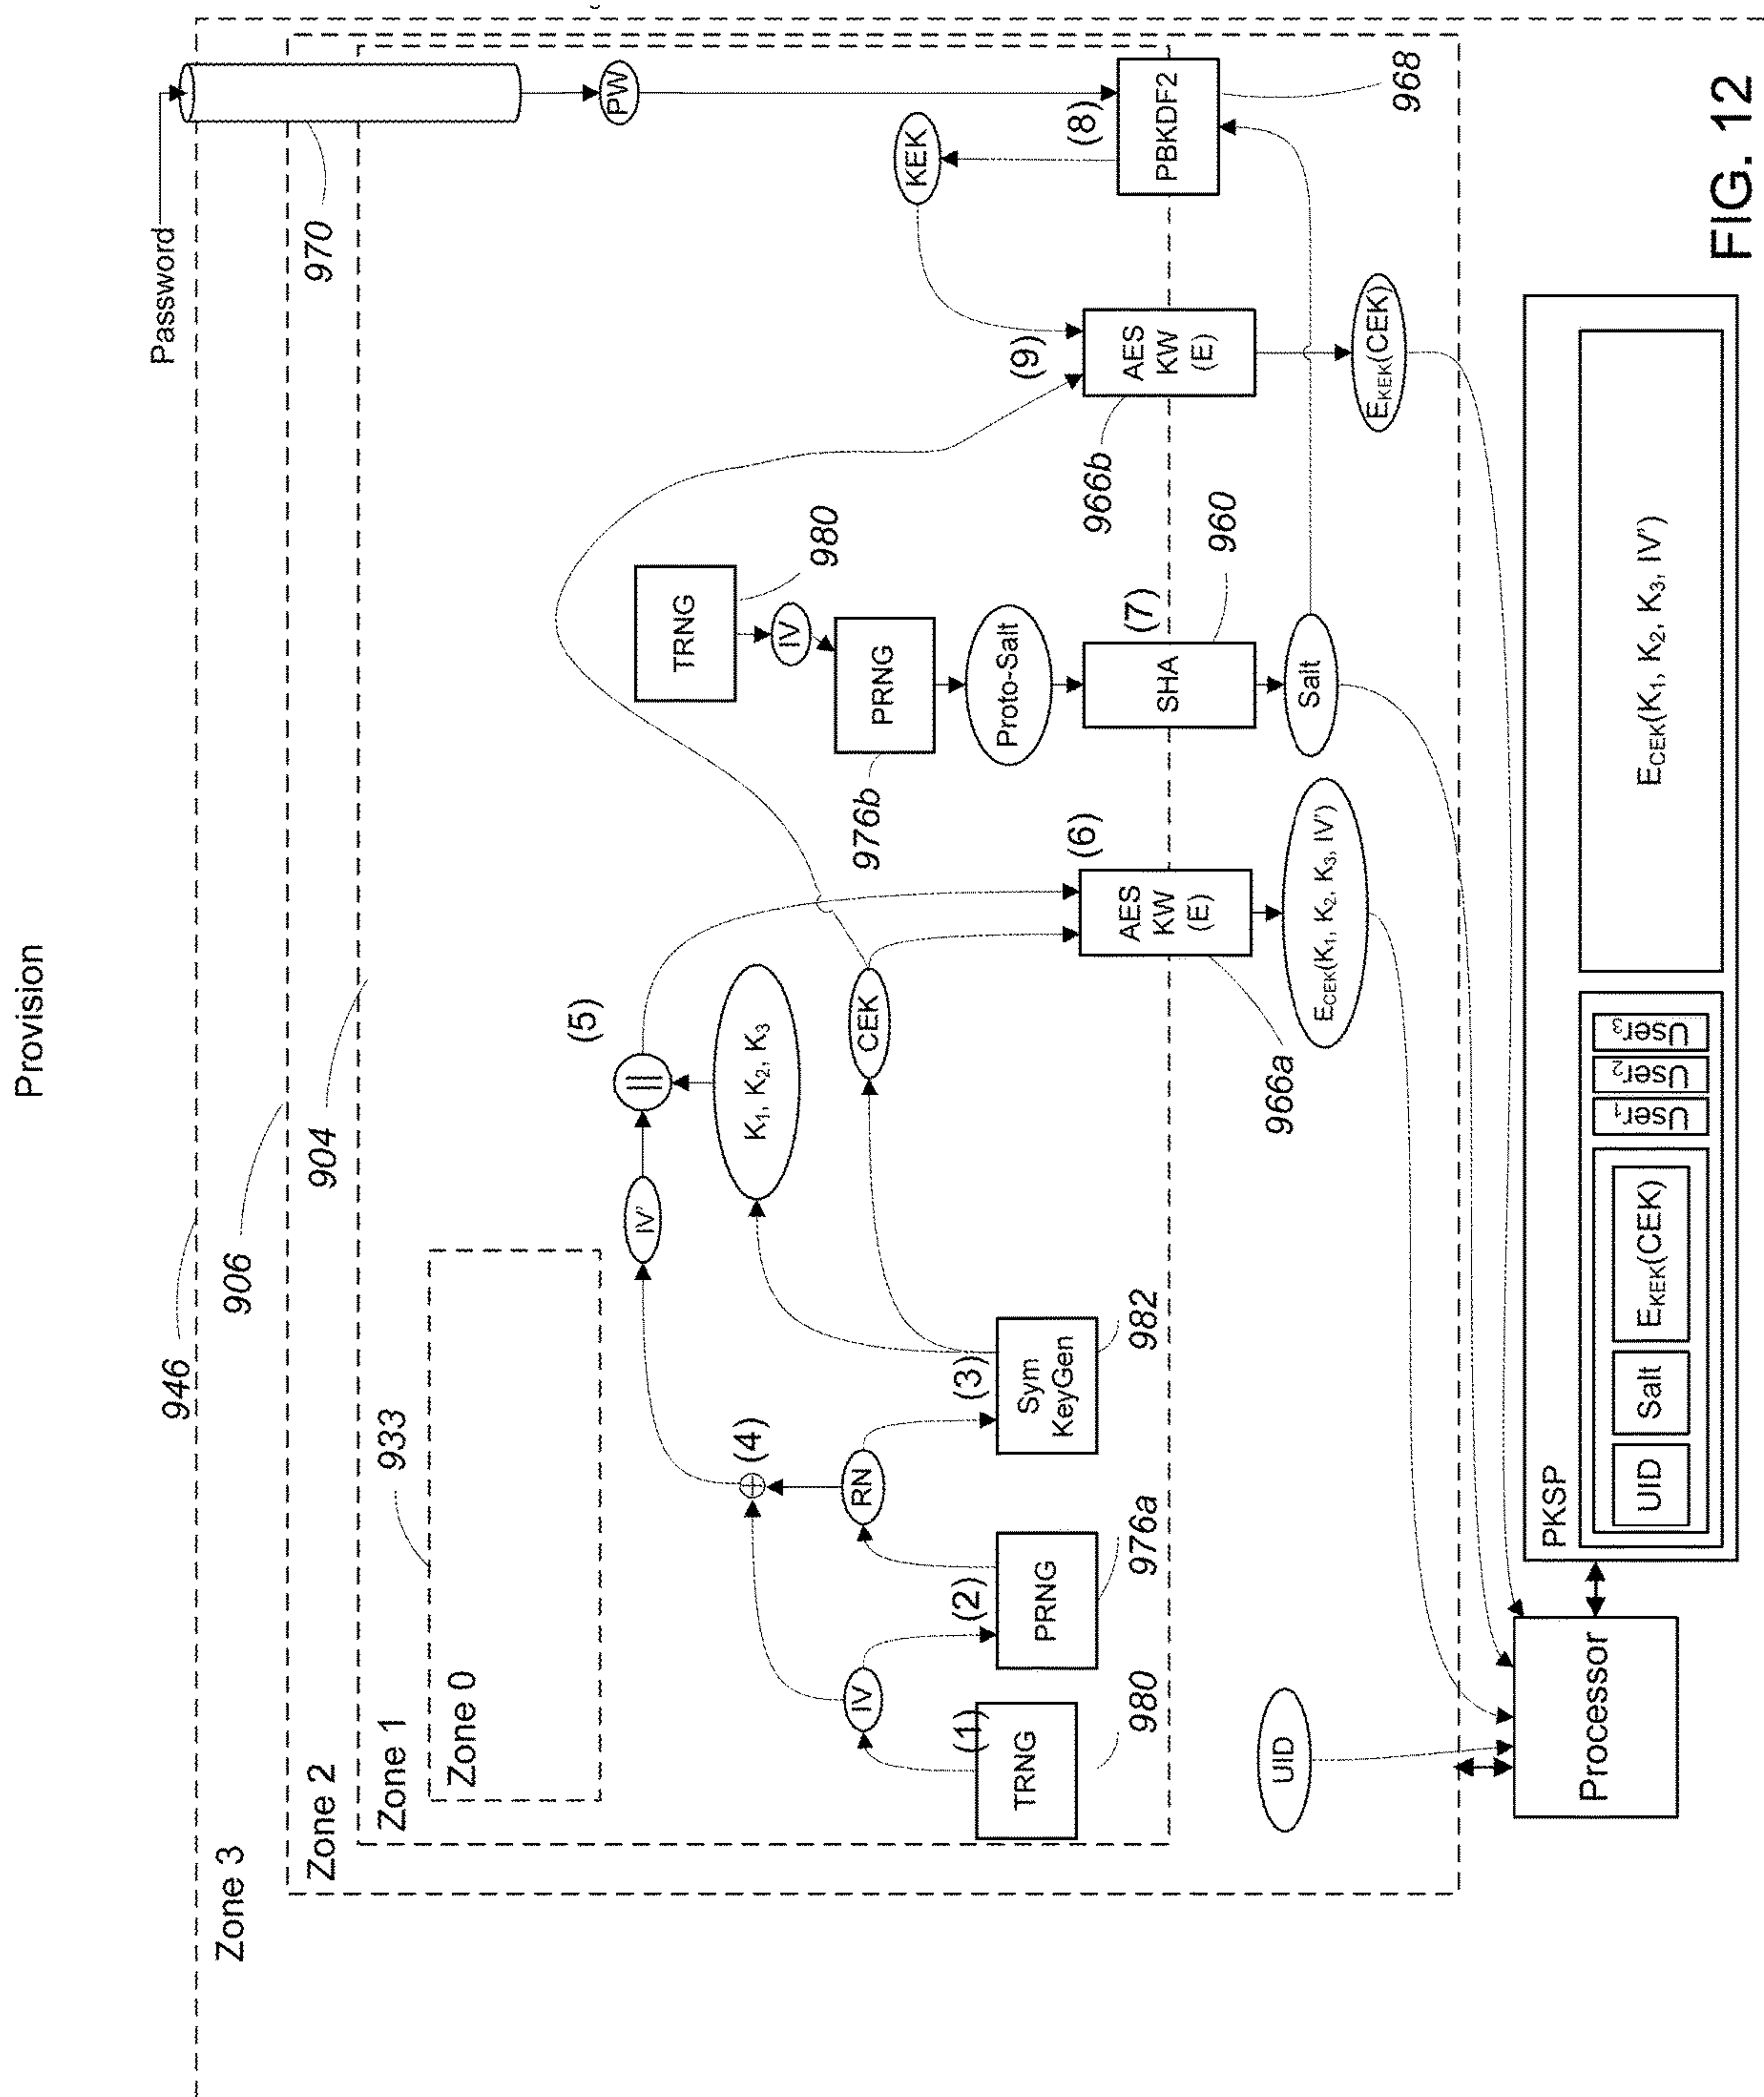 Provision
Password
Zone 3
946
Zone 2
906
970
Zone 1
904
933
Zone 0
PW
IV'
||
(5)
TRNG
980
(4)
K₁, K₂, K₃
IV
IV
RN
CEK
PRNG
976b
KEK
(1)
TRNG
980
(2)
PRNG
976a
(3)
Sym
KeyGen
982
Proto-Salt
(6)
AES
KW
(E)
966a
(7)
SHA
960
(9)
AES
KW
(E)
966b
(8)
PBKDF2
968
UID
E_CEK(K₁, K₂, K₃, IV')
Salt
E_KEK(CEK)
Processor
PKSP
UID
Salt
E_KEK(CEK)
User₁
User₂
User₃
E_CEK(K₁, K₂, K₃, IV')
FIG. 12